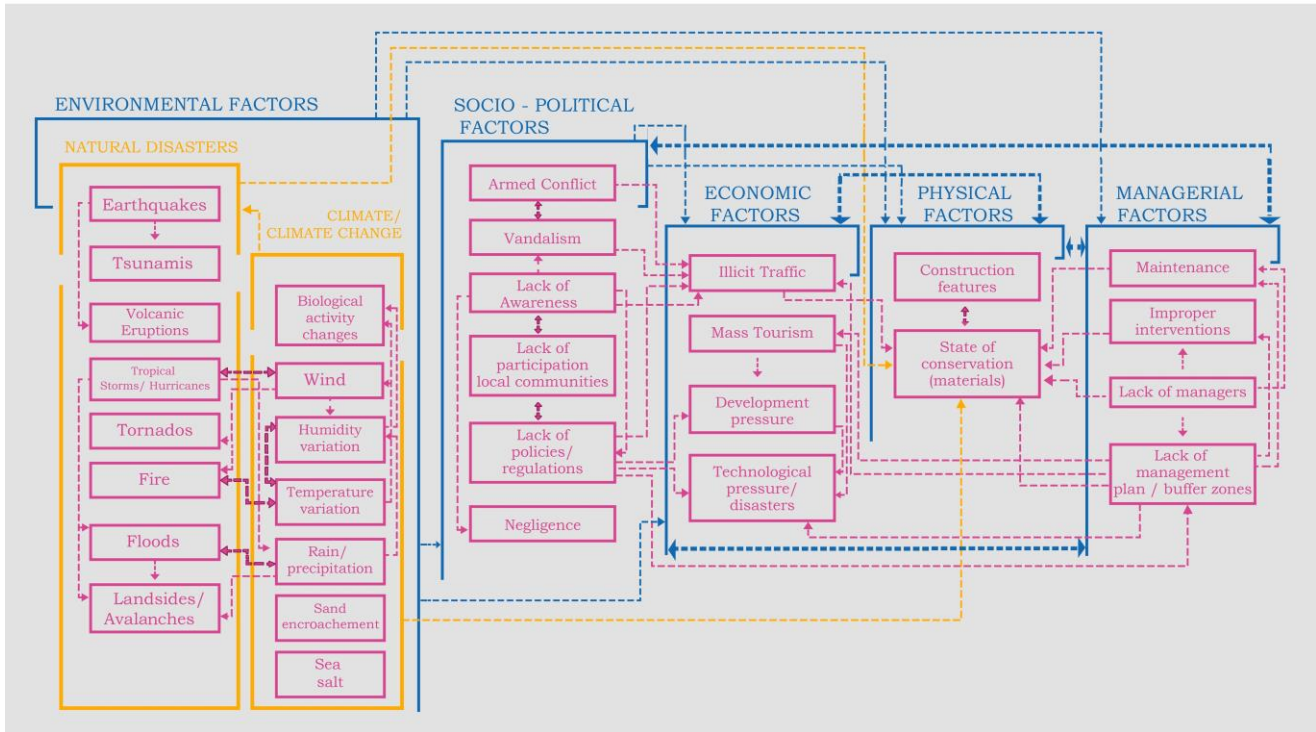 ENVIRONMENTAL FACTORS
NATURAL DISASTERS
Earthquakes
Tsunamis
Volcanic
Eruptions
Tropical
Storms/ Hurricanes
Tornados
Fire
Floods
Landsides/
Avalanches
CLIMATE/
CLIMATE CHANGE
Biological
activity
changes
Wind
Humidity
variation
Temperature
variation
Rain/
precipitation
Sand
encroachement
Sea
salt
SOCIO - POLITICAL
FACTORS
Armed Conflict
Vandalism
Lack of
Awareness
Lack of
participation
local communities
Lack of
policies/
regulations
Negligence
ECONOMIC
FACTORS
Illicit Traffic
Mass Tourism
Development
pressure
Technological
pressure/
disasters
PHYSICAL
FACTORS
Construction
features
State of
conservation
(materials)
MANAGERIAL
FACTORS
Maintenance
Improper
interventions
Lack of managers
Lack of
management
plan / buffer zones